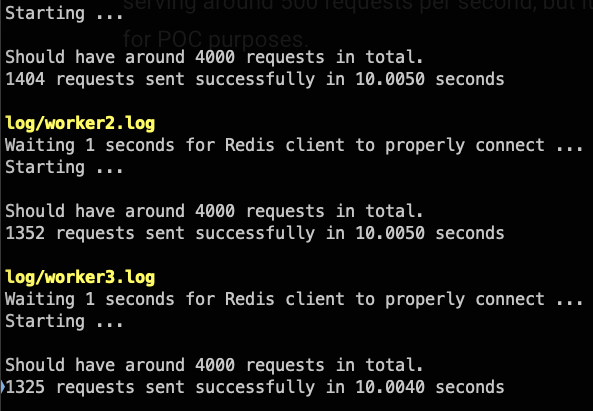 serving around 500 requests per second, but
Starting ...
for POC purposes.
Should have around 4000 requests in total.
1404 requests sent successfully in 10.0050 seconds
log/worker2.log
Waiting 1 seconds for Redis client to properly connect ...
Starting ...
Should have around 4000 requests in total.
1352 requests sent successfully in 10.0050 seconds
log/worker3.log
Waiting 1 seconds for Redis client to properly connect ...
Starting ...
Should have around 4000 requests in total.
1325 requests sent successfully in 10.0040 seconds